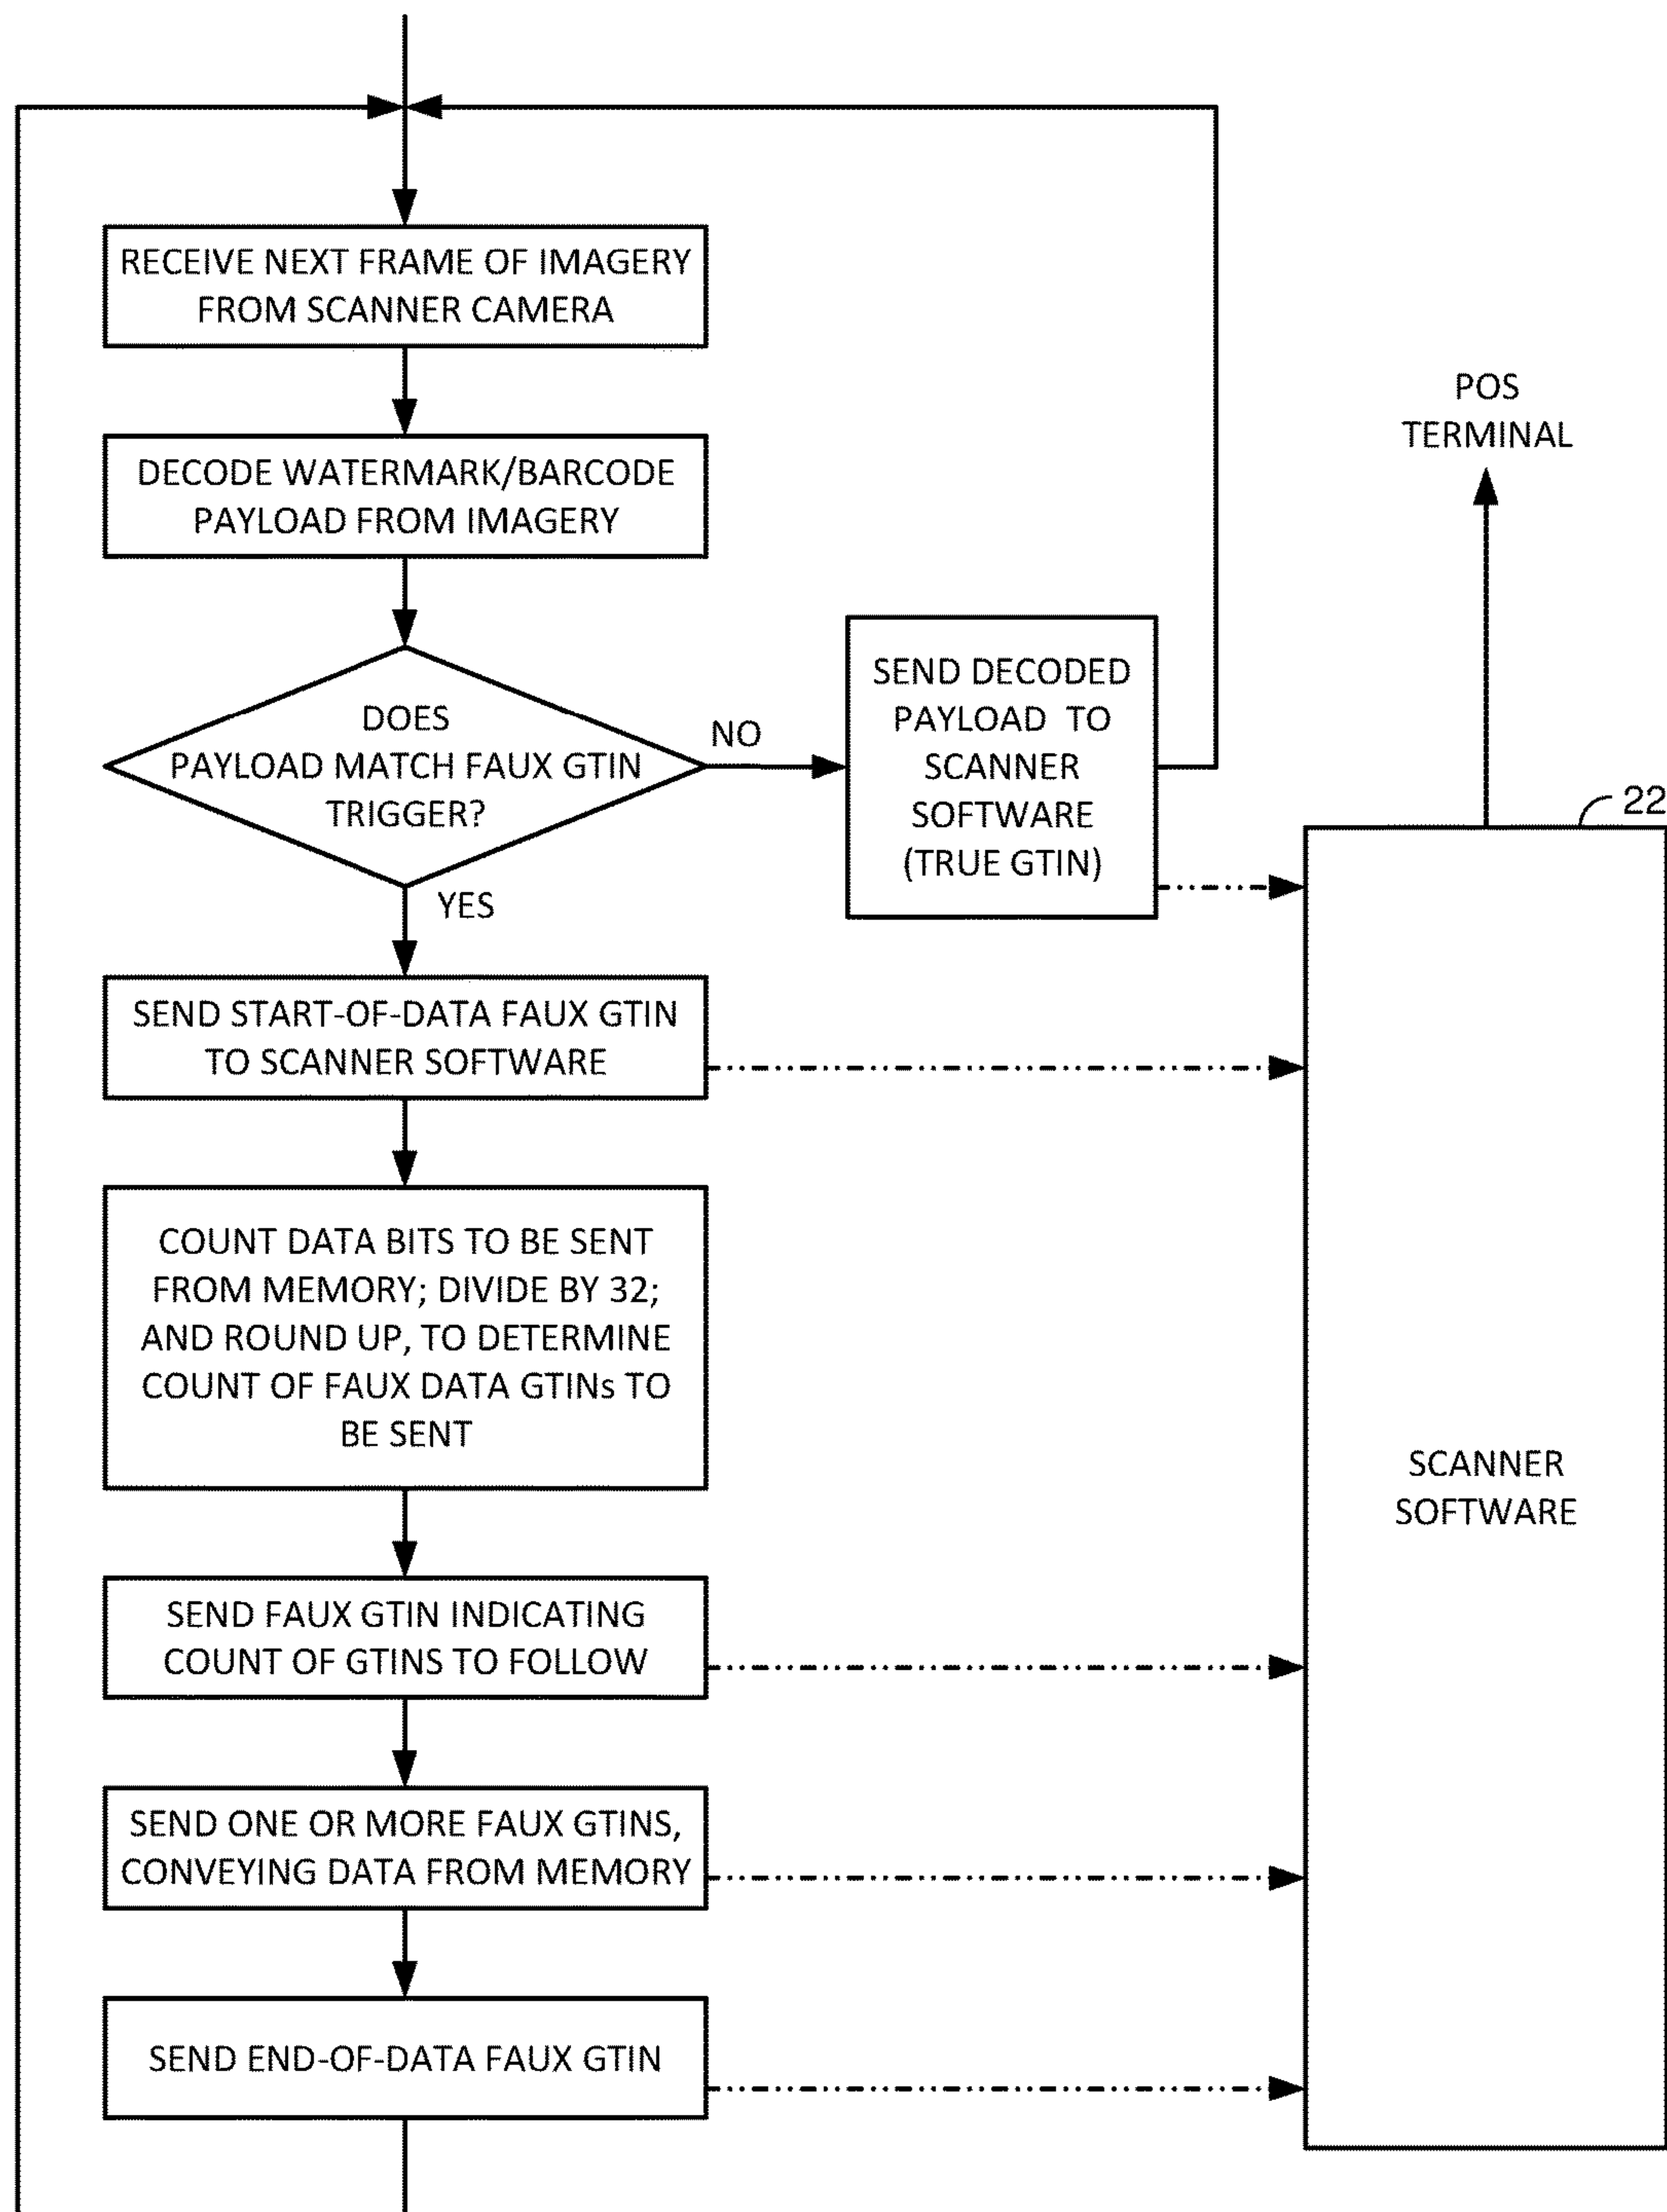 RECEIVE NEXT FRAME OF IMAGERY
FROM SCANNER CAMERA
DECODE WATERMARK/BARCODE
PAYLOAD FROM IMAGERY
DOES
PAYLOAD MATCH FAUX GTIN
TRIGGER?
NO
YES
SEND DECODED
PAYLOAD TO
SCANNER
SOFTWARE
(TRUE GTIN)
POS
TERMINAL
22
SEND START-OF-DATA FAUX GTIN
TO SCANNER SOFTWARE
COUNT DATA BITS TO BE SENT
FROM MEMORY; DIVIDE BY 32;
AND ROUND UP, TO DETERMINE
COUNT OF FAUX DATA GTINs TO
BE SENT
SCANNER
SOFTWARE
SEND FAUX GTIN INDICATING
COUNT OF GTINS TO FOLLOW
SEND ONE OR MORE FAUX GTINS,
CONVEYING DATA FROM MEMORY
SEND END-OF-DATA FAUX GTIN